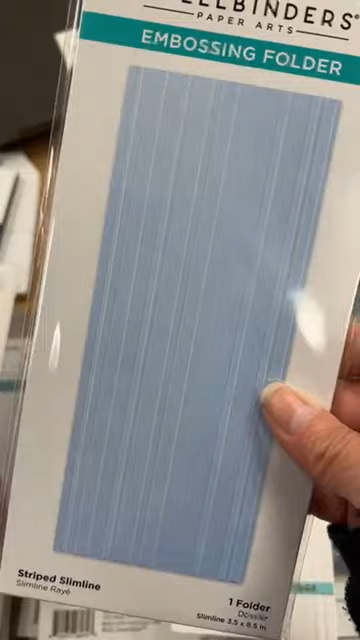 ELLBINDERS®
PAPER ARTS
EMBOSSING FOLDER
Striped Slimline
Slimline Rayé
1 Folder
Dossier
Slimline 3.5 x 8.5 in